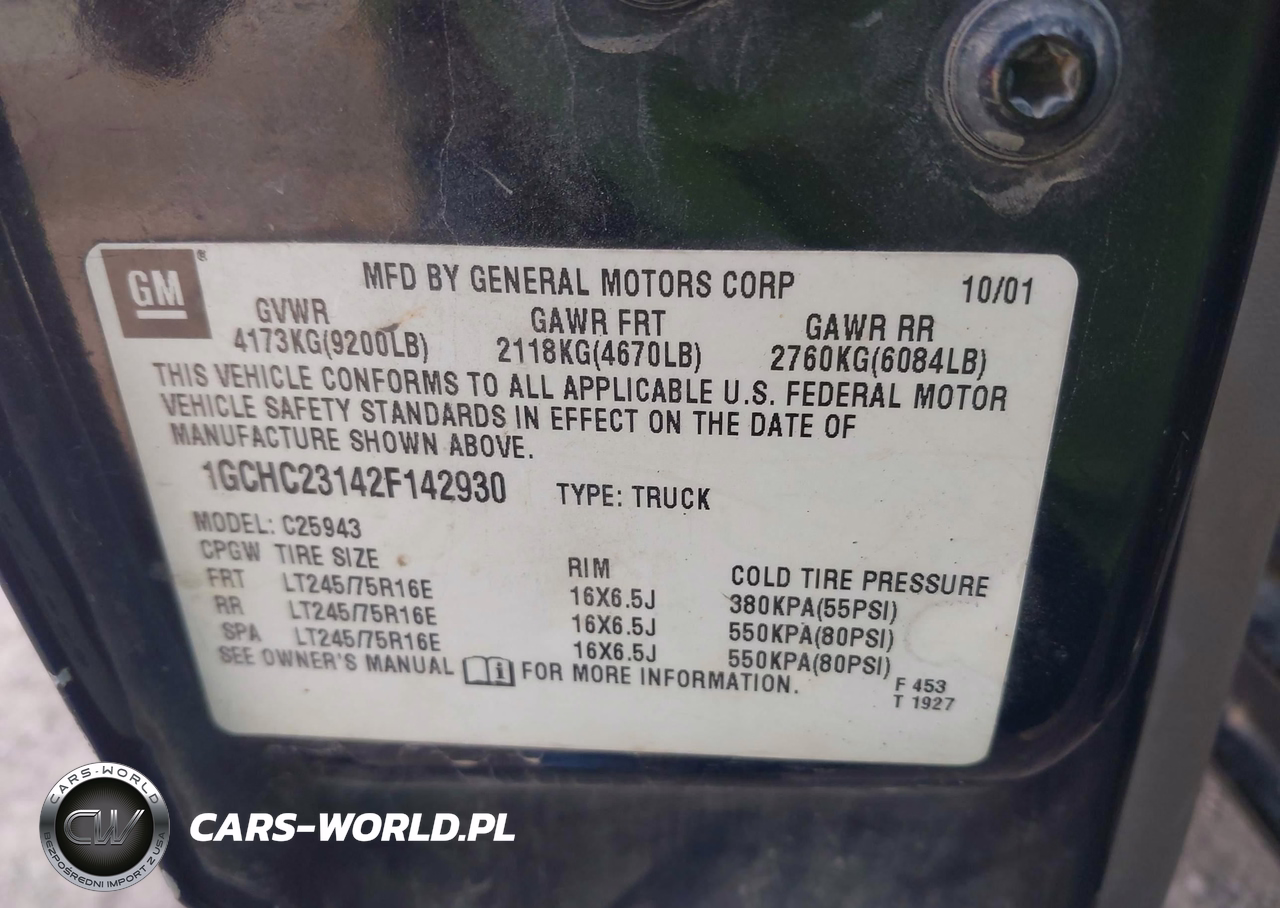 GM®
MFD BY GENERAL MOTORS CORP 10/01
GVWR GAWR FRT GAWR RR
4173KG(9200LB) 2118KG(4670LB) 2760KG(6084LB)
THIS VEHICLE CONFORMS TO ALL APPLICABLE U.S. FEDERAL MOTOR
VEHICLE SAFETY STANDARDS IN EFFECT ON THE DATE OF
MANUFACTURE SHOWN ABOVE.
1GCHC23142F142930 TYPE: TRUCK
MODEL: C25943
CPGW TIRE SIZE RIM COLD TIRE PRESSURE
FRT LT245/75R16E 16X6.5J 380KPA(55PSI)
RR LT245/75R16E 16X6.5J 550KPA(80PSI)
SPA LT245/75R16E 16X6.5J 550KPA(80PSI)
SEE OWNER'S MANUAL i FOR MORE INFORMATION.
F 453
T 1927
CARS-WORLD
CW
BEZPOŚREDNI IMPORT Z USA
CARS-WORLD.PL